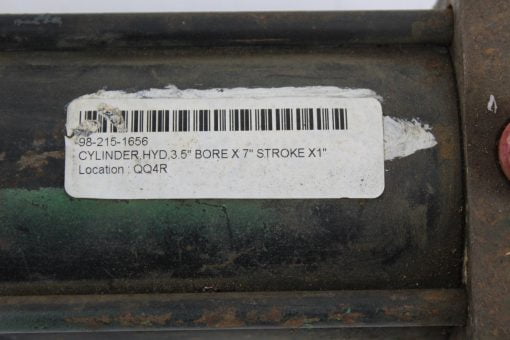 98-215-1656
CYLINDER,HYD,3.5" BORE X 7" STROKE X1"
Location : QQ4R